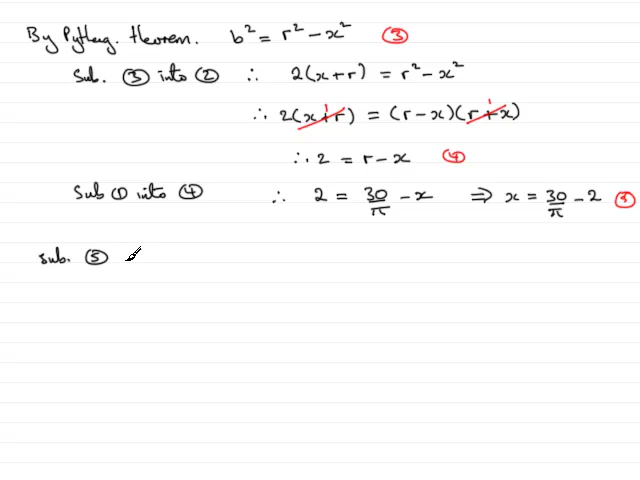 By Pythag. theorem. b² = r² - x² ③
Sub. ③ into ② ∴ 2(x+r) = r² - x²
∴ 2(x+r) = (r-x)(r+x)
∴ 2 = r - x ④
Sub ① into ④ ∴ 2 = 30/π - x ⇒ x = 30/π - 2 ⑤
sub. ⑤